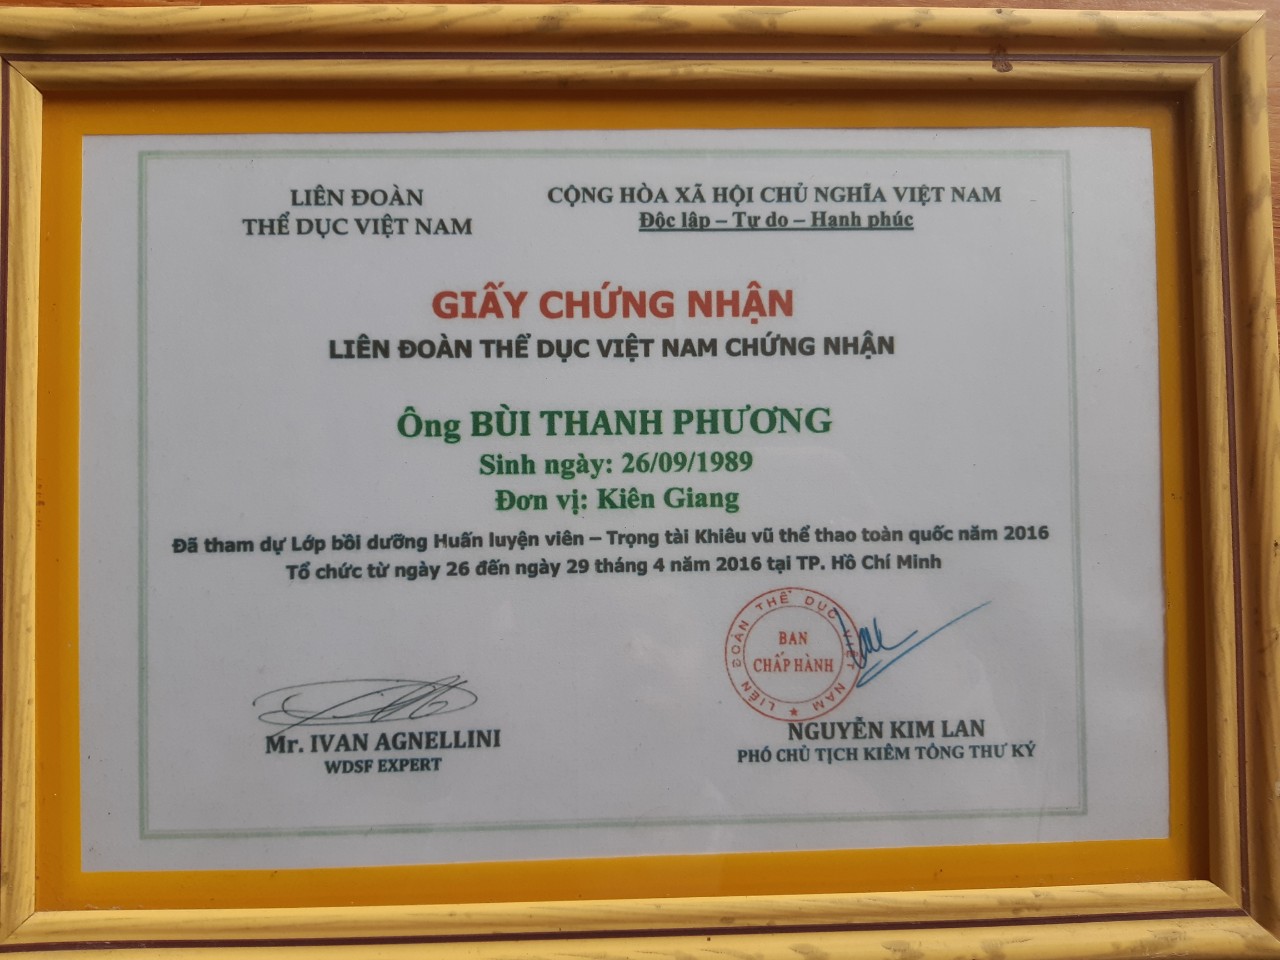 LIÊN ĐOÀN
THỂ DỤC VIỆT NAM
CỘNG HÒA XÃ HỘI CHỦ NGHĨA VIỆT NAM
Độc lập – Tự do – Hạnh phúc
GIẤY CHỨNG NHẬN
LIÊN ĐOÀN THỂ DỤC VIỆT NAM CHỨNG NHẬN
Ông BÙI THANH PHƯƠNG
Sinh ngày: 26/09/1989
Đơn vị: Kiên Giang
Đã tham dự Lớp bồi dưỡng Huấn luyện viên – Trọng tài Khiêu vũ thể thao toàn quốc năm 2016
Tổ chức từ ngày 26 đến ngày 29 tháng 4 năm 2016 tại TP. Hồ Chí Minh
LIÊN ĐOÀN THỂ DỤC VIỆT NAM
BAN
CHẤP HÀNH
Mr. IVAN AGNELLINI
WDSF EXPERT
NGUYỄN KIM LAN
PHÓ CHỦ TỊCH KIÊM TỔNG THƯ KÝ